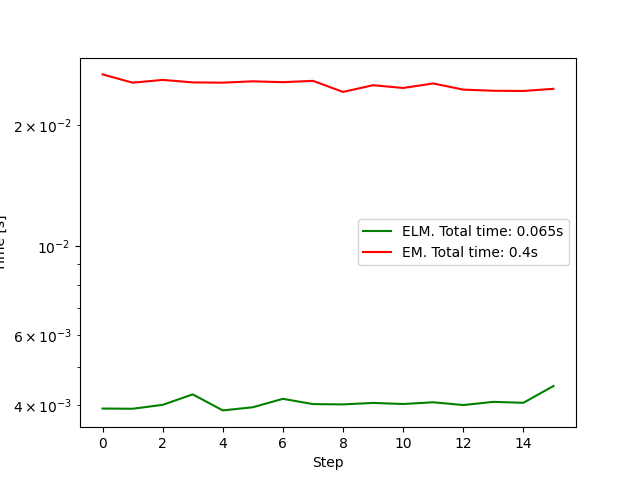 2 × 10⁻²
10⁻²
6 × 10⁻³
4 × 10⁻³
Time [s]
ELM. Total time: 0.065s
EM. Total time: 0.4s
0 2 4 6 8 10 12 14
Step